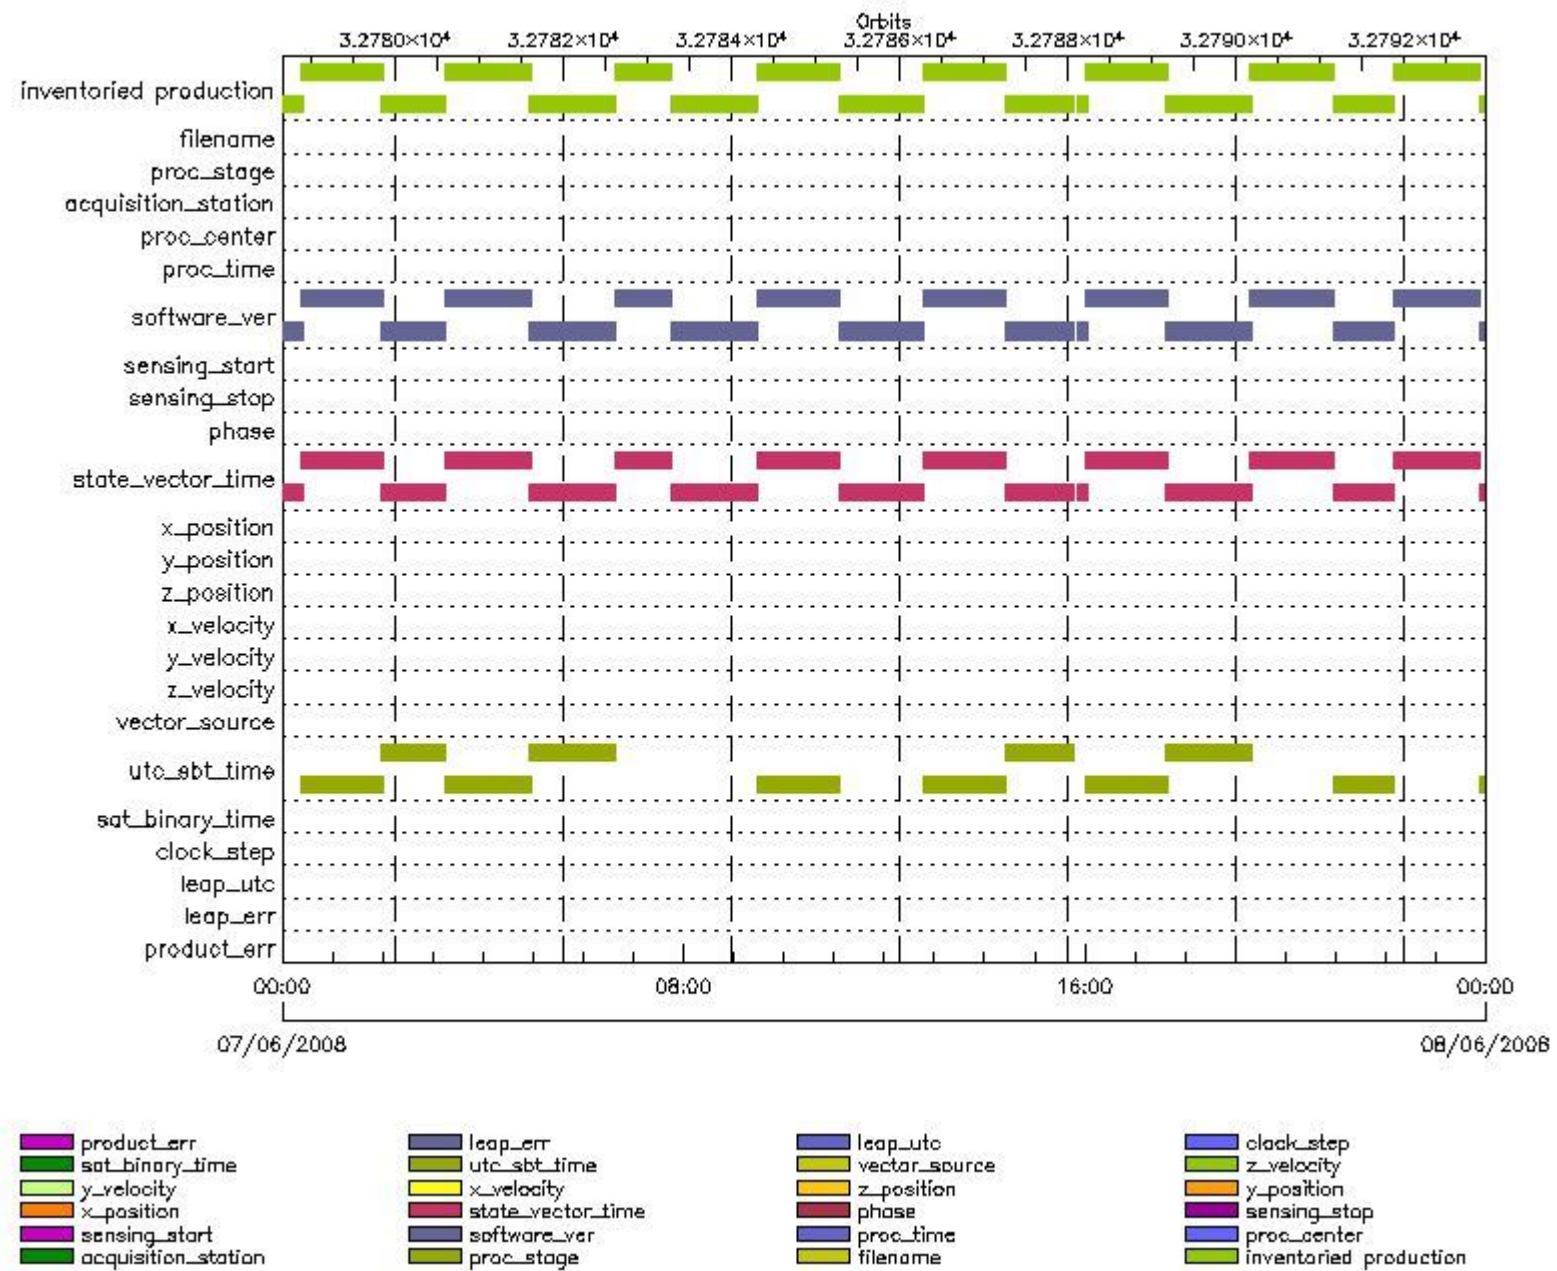 Orbits
3.2780×10⁴ 3.2782×10⁴ 3.2784×10⁴ 3.2786×10⁴ 3.2788×10⁴ 3.2790×10⁴ 3.2792×10⁴
inventoried production
filename
proc_stage
acquisition_station
proc_center
proc_time
software_ver
sensing_start
sensing_stop
phase
state_vector_time
x_position
y_position
z_position
x_velocity
y_velocity
z_velocity
vector_source
utc_sbt_time
sat_binary_time
clock_step
leap_utc
leap_err
product_err
00:00 08:00 16:00 00:00
07/06/2008 08/06/2008
product_err leap_err leap_utc clock_step
sat_binary_time utc_sbt_time vector_source z_velocity
y_velocity x_velocity z_position y_position
x_position state_vector_time phase sensing_stop
sensing_start software_ver proc_time proc_center
acquisition_station proc_stage filename inventoried production